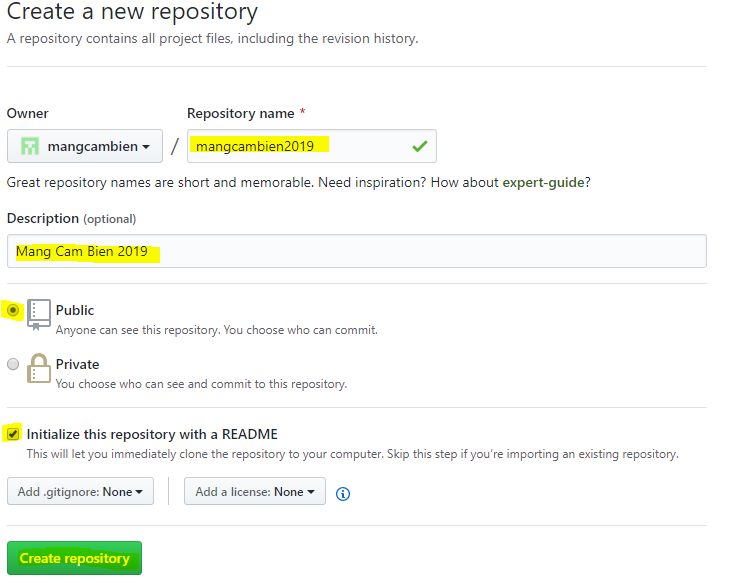 Create a new repository
A repository contains all project files, including the revision history.
Owner
Repository name *
mangcambien / mangcambien2019
Great repository names are short and memorable. Need inspiration? How about expert-guide?
Description (optional)
Mang Cam Bien 2019
Public
Anyone can see this repository. You choose who can commit.
Private
You choose who can see and commit to this repository.
Initialize this repository with a README
This will let you immediately clone the repository to your computer. Skip this step if you're importing an existing repository.
Add .gitignore: None
Add a license: None
Create repository